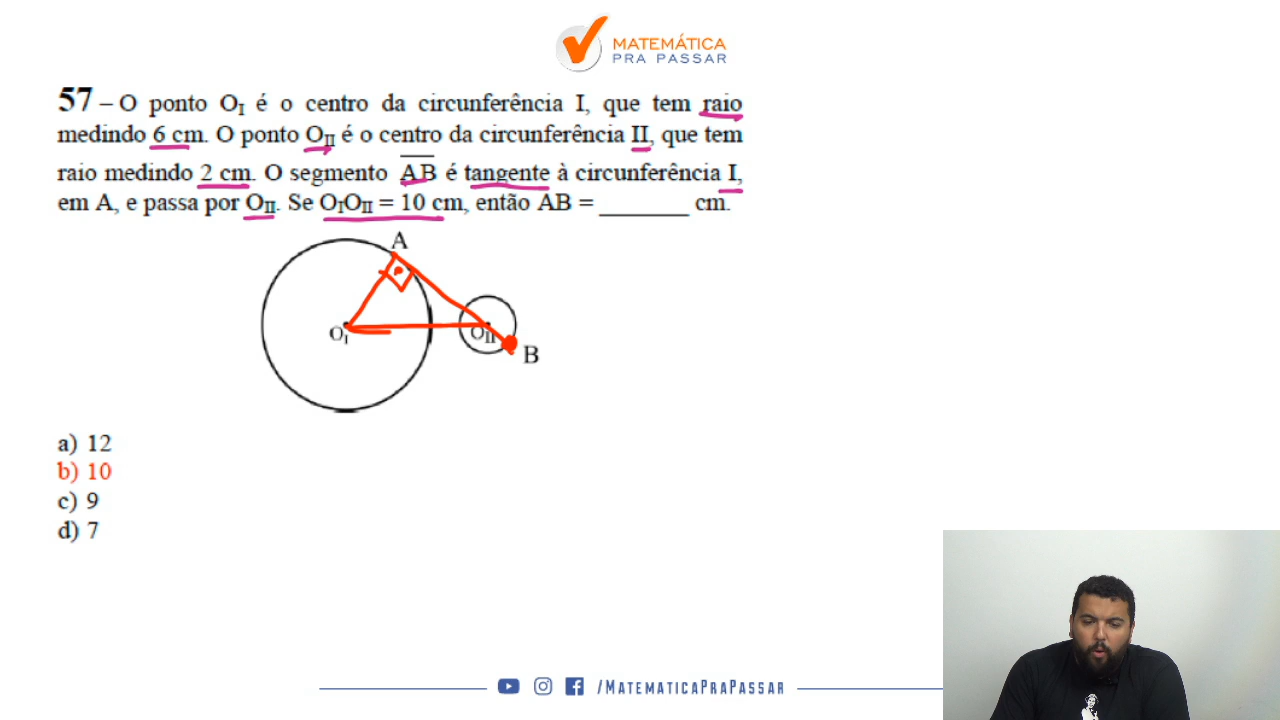 MATEMÁTICA
PRA PASSAR
57 – O ponto OI é o centro da circunferência I, que tem raio
medindo 6 cm. O ponto OII é o centro da circunferência II, que tem
raio medindo 2 cm. O segmento AB é tangente à circunferência I,
em A, e passa por OII. Se OIOII = 10 cm, então AB = ________ cm.
A
OI
OII
B
a) 12
b) 10
c) 9
d) 7
/MATEMATICAPRAPASSAR